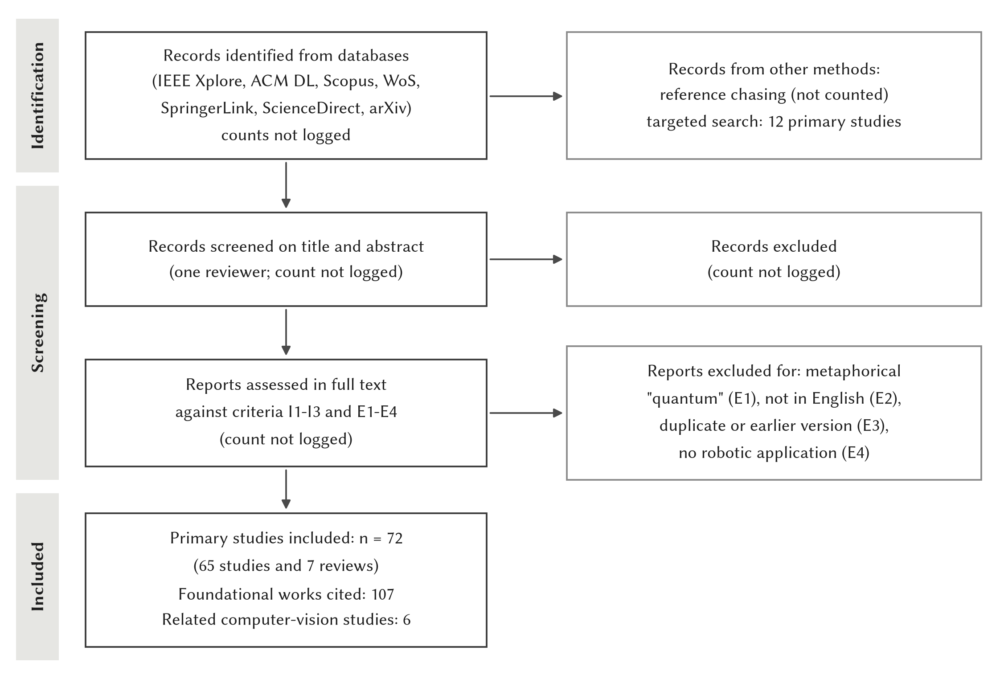 Identification
Records identified from databases
(IEEE Xplore, ACM DL, Scopus, WoS,
SpringerLink, ScienceDirect, arXiv)
counts not logged
Records from other methods:
reference chasing (not counted)
targeted search: 12 primary studies
Screening
Records screened on title and abstract
(one reviewer; count not logged)
Records excluded
(count not logged)
Reports assessed in full text
against criteria I1-I3 and E1-E4
(count not logged)
Reports excluded for: metaphorical
"quantum" (E1), not in English (E2),
duplicate or earlier version (E3),
no robotic application (E4)
Included
Primary studies included: n = 72
(65 studies and 7 reviews)
Foundational works cited: 107
Related computer-vision studies: 6